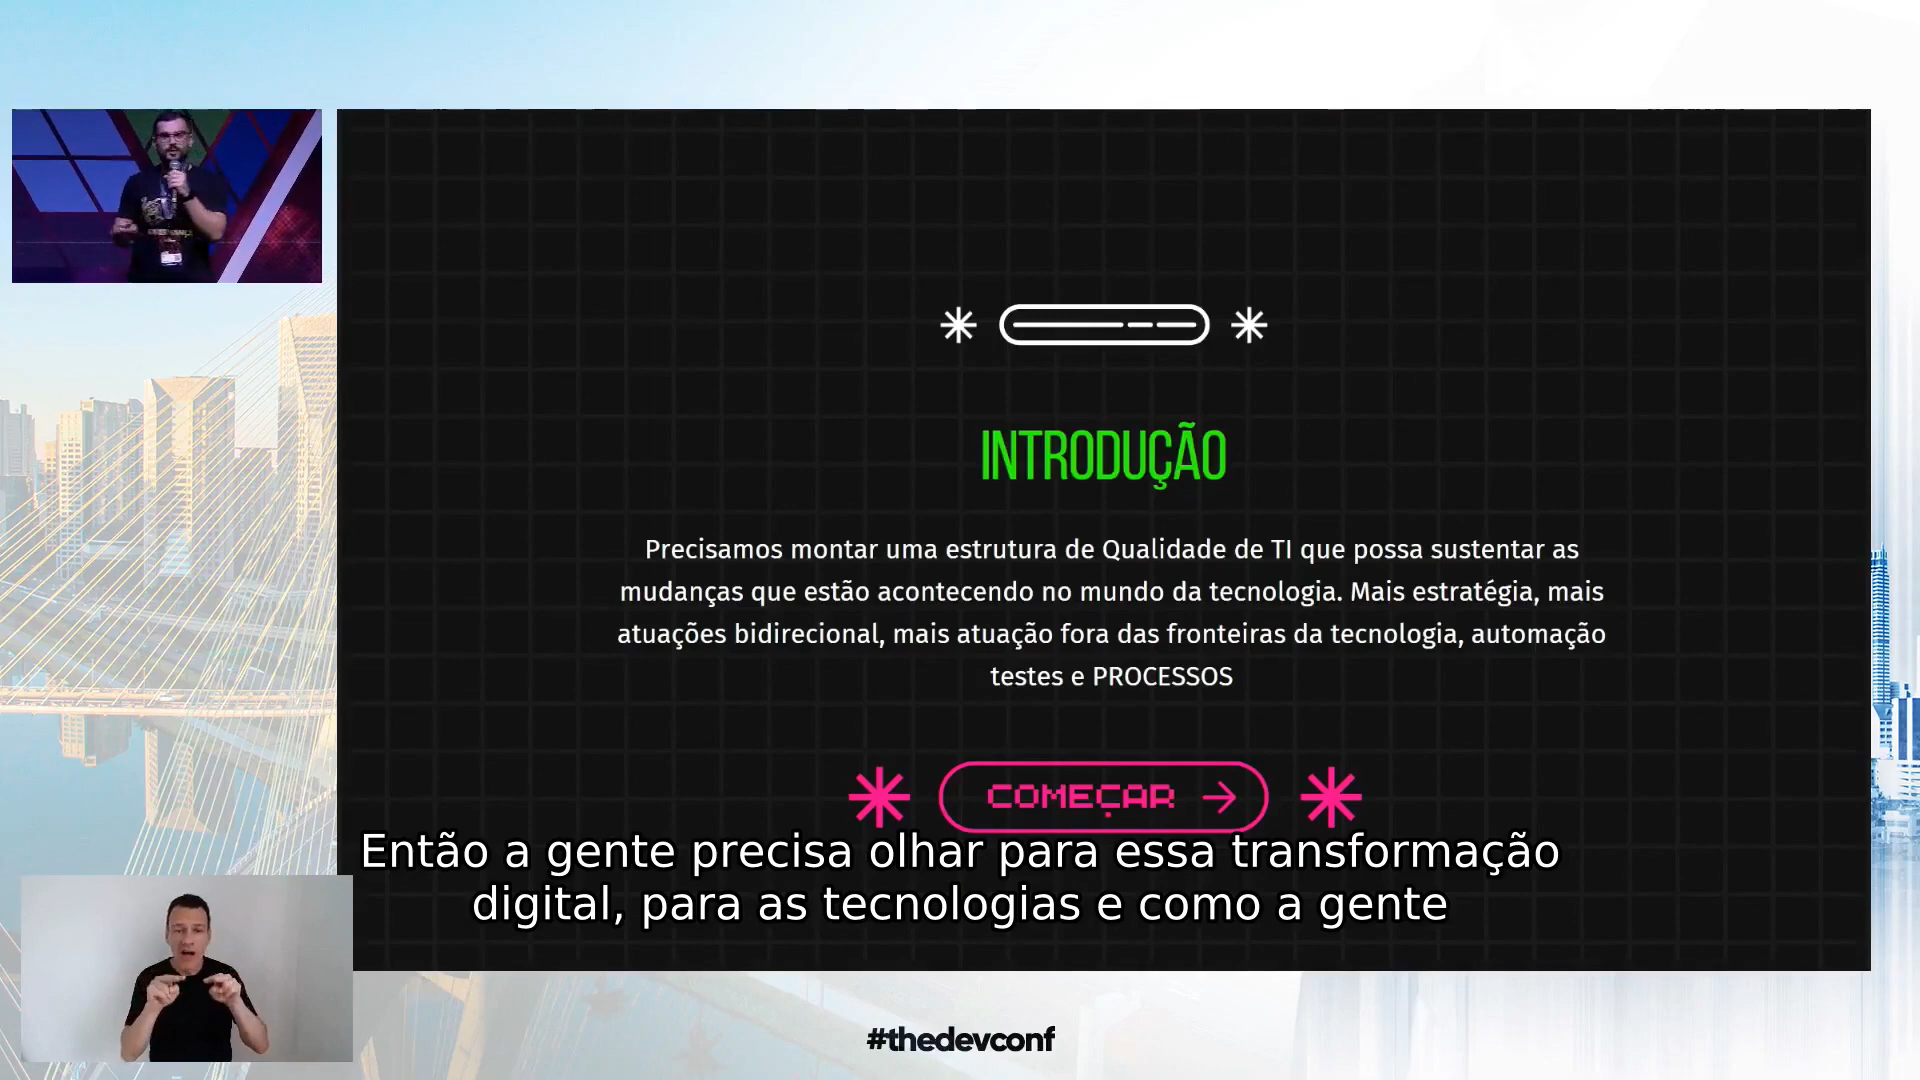 INTRODUÇÃO
Precisamos montar uma estrutura de Qualidade de TI que possa sustentar as
mudanças que estão acontecendo no mundo da tecnologia. Mais estratégia, mais
atuações bidirecional, mais atuação fora das fronteiras da tecnologia, automação
testes e PROCESSOS
COMEÇAR
Então a gente precisa olhar para essa transformação
digital, para as tecnologias e como a gente
#thedevconf